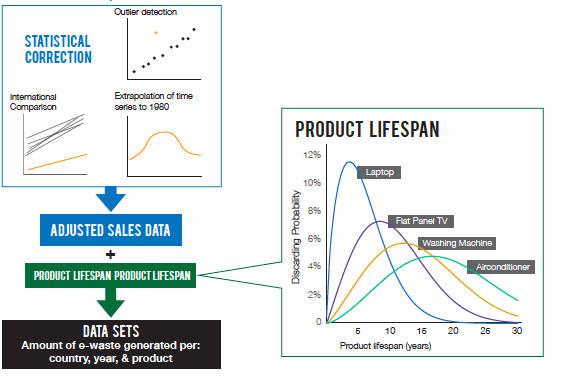 Outlier detection
STATISTICAL
CORRECTION
International
Comparison
Extrapolation of time
series to 1980
ADJUSTED SALES DATA
+
PRODUCT LIFESPAN PRODUCT LIFESPAN
DATA SETS
Amount of e-waste generated per:
country, year, & product
PRODUCT LIFESPAN
Discarding Probability
12%
10%
8%
6%
4%
2%
0
Laptop
Flat Panel TV
Washing Machine
Airconditioner
5 10 15 20 25 30
Product lifespan (years)